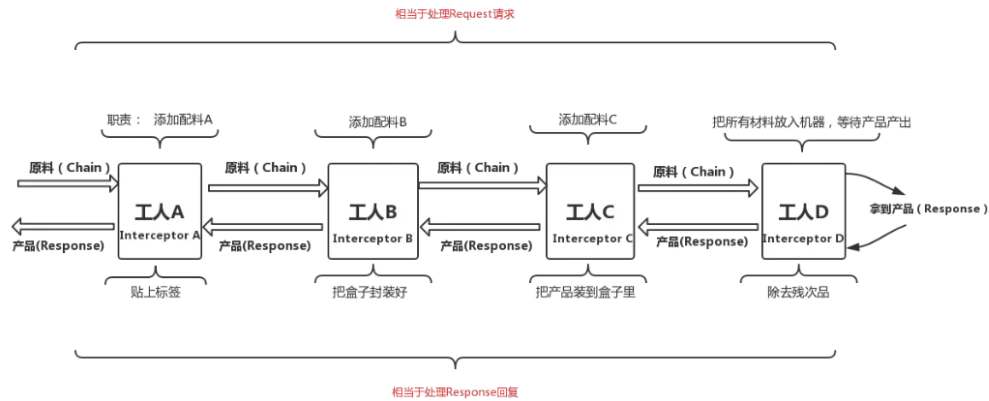 相当于处理Request请求
职责： 添加配料A
添加配料B
添加配料C
把所有材料放入机器，等待产品产出
原料（Chain）
原料（Chain）
原料（Chain）
原料（Chain）
工人A
Interceptor A
工人B
Interceptor B
工人C
Interceptor C
工人D
Interceptor D
拿到产品（Response）
产品(Response)
产品(Response)
产品(Response)
产品(Response)
贴上标签
把盒子封装好
把产品装到盒子里
除去残次品
相当于处理Response回复